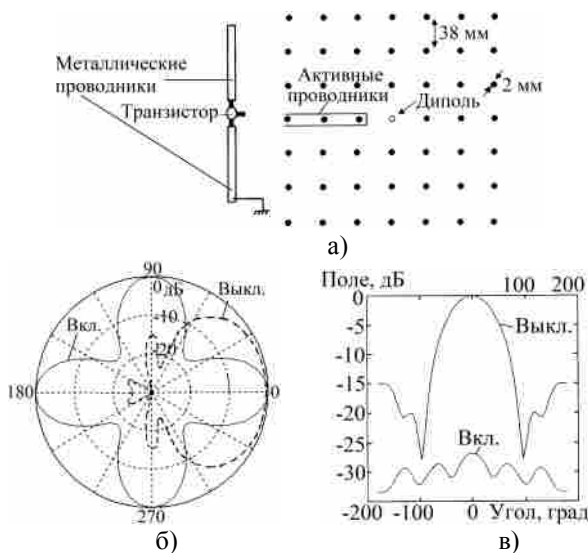 Металлические
проводники
Транзистор
38 мм
Активные
проводники
Диполь
2 мм
а)
90
0 дБ
-10
-20
Вкл.
Выкл.
180
0
270
б)
Поле, дБ
100 200
0
-5
-10
-15
-20
-25
-30
Выкл.
Вкл.
-200 -100 0 Угол, град
в)